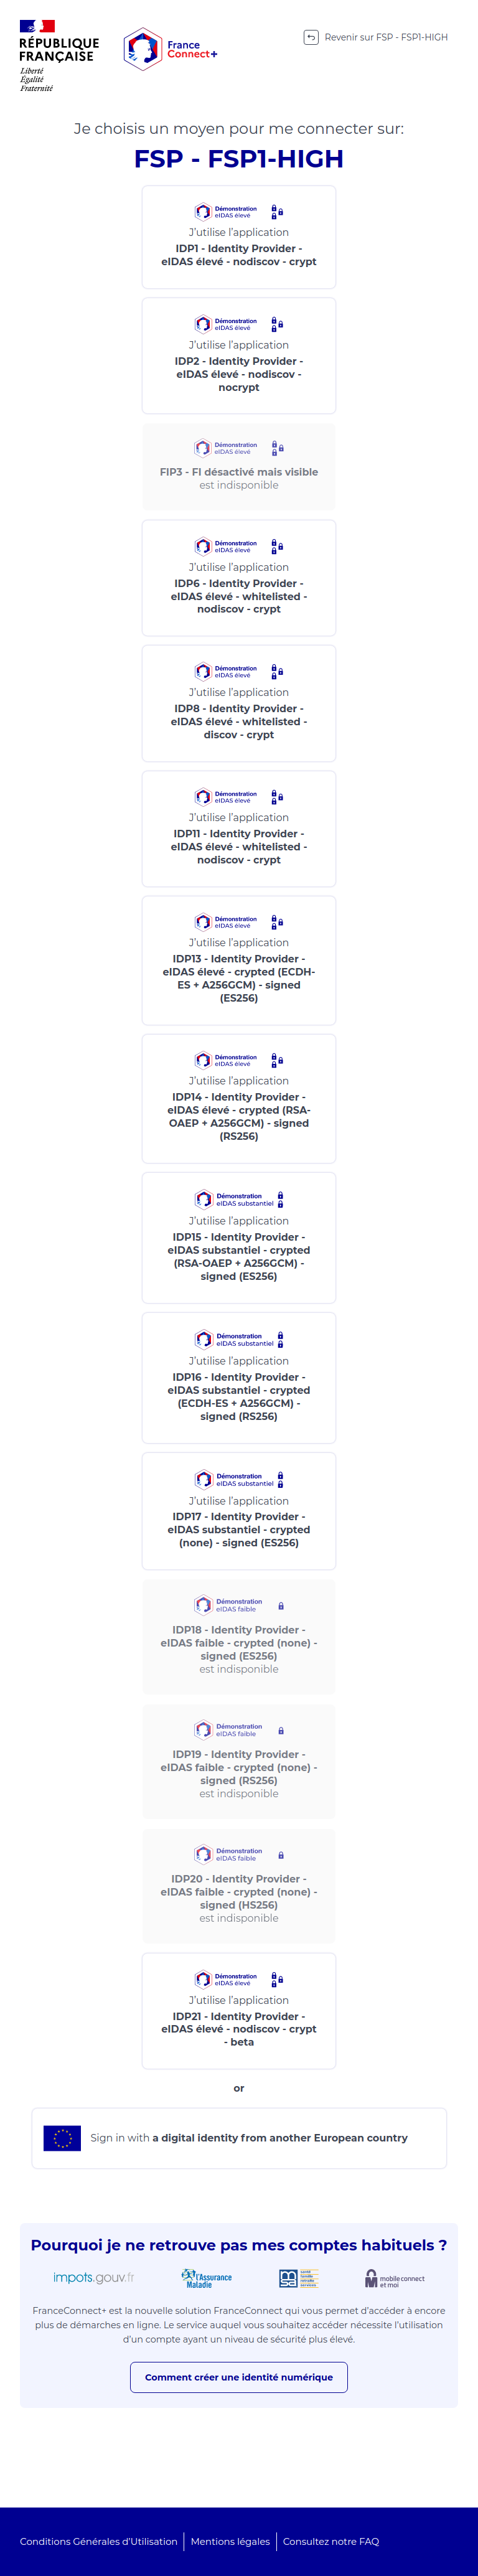 RÉPUBLIQUE
FRANÇAISE
Liberté
Égalité
Fraternité
France
Connect+
Revenir sur FSP - FSP1-HIGH
Je choisis un moyen pour me connecter sur:
FSP - FSP1-HIGH
Démonstration
eIDAS élevé
J’utilise l’application
IDP1 - Identity Provider -
eIDAS élevé - nodiscov - crypt
Démonstration
eIDAS élevé
J’utilise l’application
IDP2 - Identity Provider -
eIDAS élevé - nodiscov -
nocrypt
Démonstration
eIDAS élevé
FIP3 - FI désactivé mais visible
est indisponible
Démonstration
eIDAS élevé
J’utilise l’application
IDP6 - Identity Provider -
eIDAS élevé - whitelisted -
nodiscov - crypt
Démonstration
eIDAS élevé
J’utilise l’application
IDP8 - Identity Provider -
eIDAS élevé - whitelisted -
discov - crypt
Démonstration
eIDAS élevé
J’utilise l’application
IDP11 - Identity Provider -
eIDAS élevé - whitelisted -
nodiscov - crypt
Démonstration
eIDAS élevé
J’utilise l’application
IDP13 - Identity Provider -
eIDAS élevé - crypted (ECDH-
ES + A256GCM) - signed
(ES256)
Démonstration
eIDAS élevé
J’utilise l’application
IDP14 - Identity Provider -
eIDAS élevé - crypted (RSA-
OAEP + A256GCM) - signed
(RS256)
Démonstration
eIDAS substantiel
J’utilise l’application
IDP15 - Identity Provider -
eIDAS substantiel - crypted
(RSA-OAEP + A256GCM) -
signed (ES256)
Démonstration
eIDAS substantiel
J’utilise l’application
IDP16 - Identity Provider -
eIDAS substantiel - crypted
(ECDH-ES + A256GCM) -
signed (RS256)
Démonstration
eIDAS substantiel
J’utilise l’application
IDP17 - Identity Provider -
eIDAS substantiel - crypted
(none) - signed (ES256)
Démonstration
eIDAS faible
IDP18 - Identity Provider -
eIDAS faible - crypted (none) -
signed (ES256)
est indisponible
Démonstration
eIDAS faible
IDP19 - Identity Provider -
eIDAS faible - crypted (none) -
signed (RS256)
est indisponible
Démonstration
eIDAS faible
IDP20 - Identity Provider -
eIDAS faible - crypted (none) -
signed (HS256)
est indisponible
Démonstration
eIDAS élevé
J’utilise l’application
IDP21 - Identity Provider -
eIDAS élevé - nodiscov - crypt
- beta
or
Sign in with a digital identity from another European country
Pourquoi je ne retrouve pas mes comptes habituels ?
impots.gouv.fr
l'Assurance
Maladie
santé
famille
retraite
services
mobileconnect
et moi
FranceConnect+ est la nouvelle solution FranceConnect qui vous permet d’accéder à encore
plus de démarches en ligne. Le service auquel vous souhaitez accéder nécessite l’utilisation
d’un compte ayant un niveau de sécurité plus élevé.
Comment créer une identité numérique
Conditions Générales d’Utilisation
Mentions légales
Consultez notre FAQ